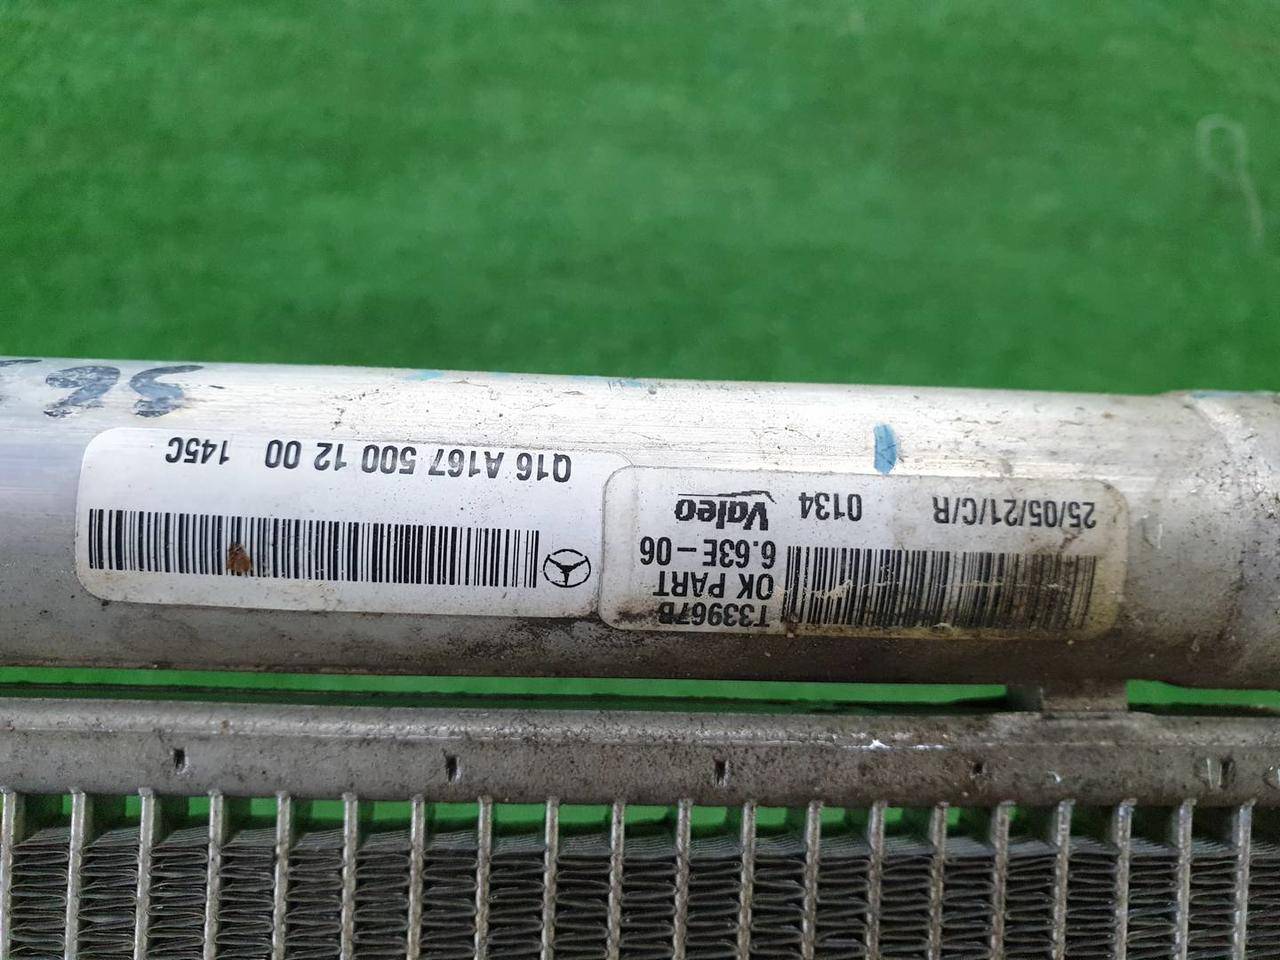 25/05/21/C/R 0134 Valeo
6.63E-06
OK PART
T33967B
Q16 A167 500 12 00 145C